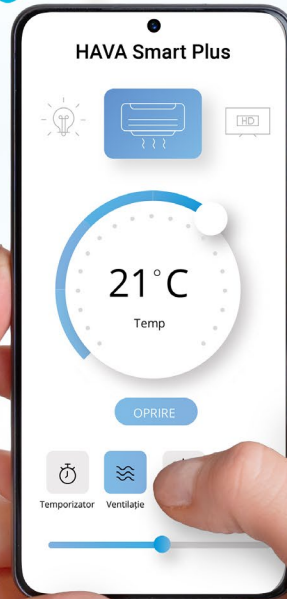 HAVA Smart Plus
HD
21°C
Temp
OPRIRE
Temporizator Ventilație